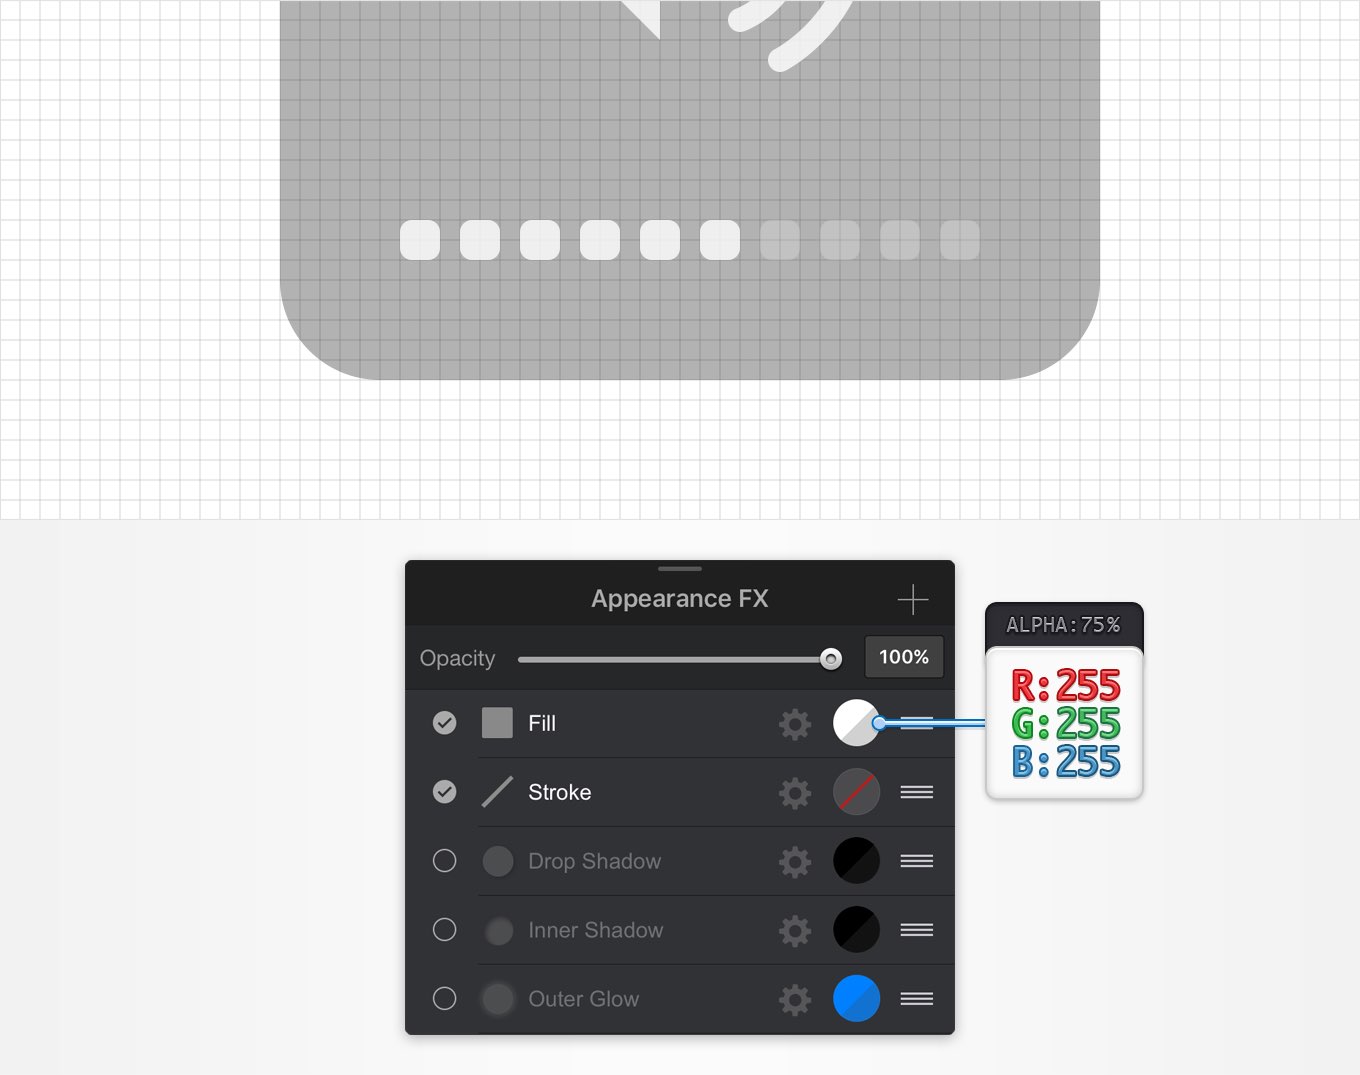 Appearance FX
Opacity
100%
Fill
Stroke
Drop Shadow
Inner Shadow
Outer Glow
ALPHA:75%
R:255
G:255
B:255